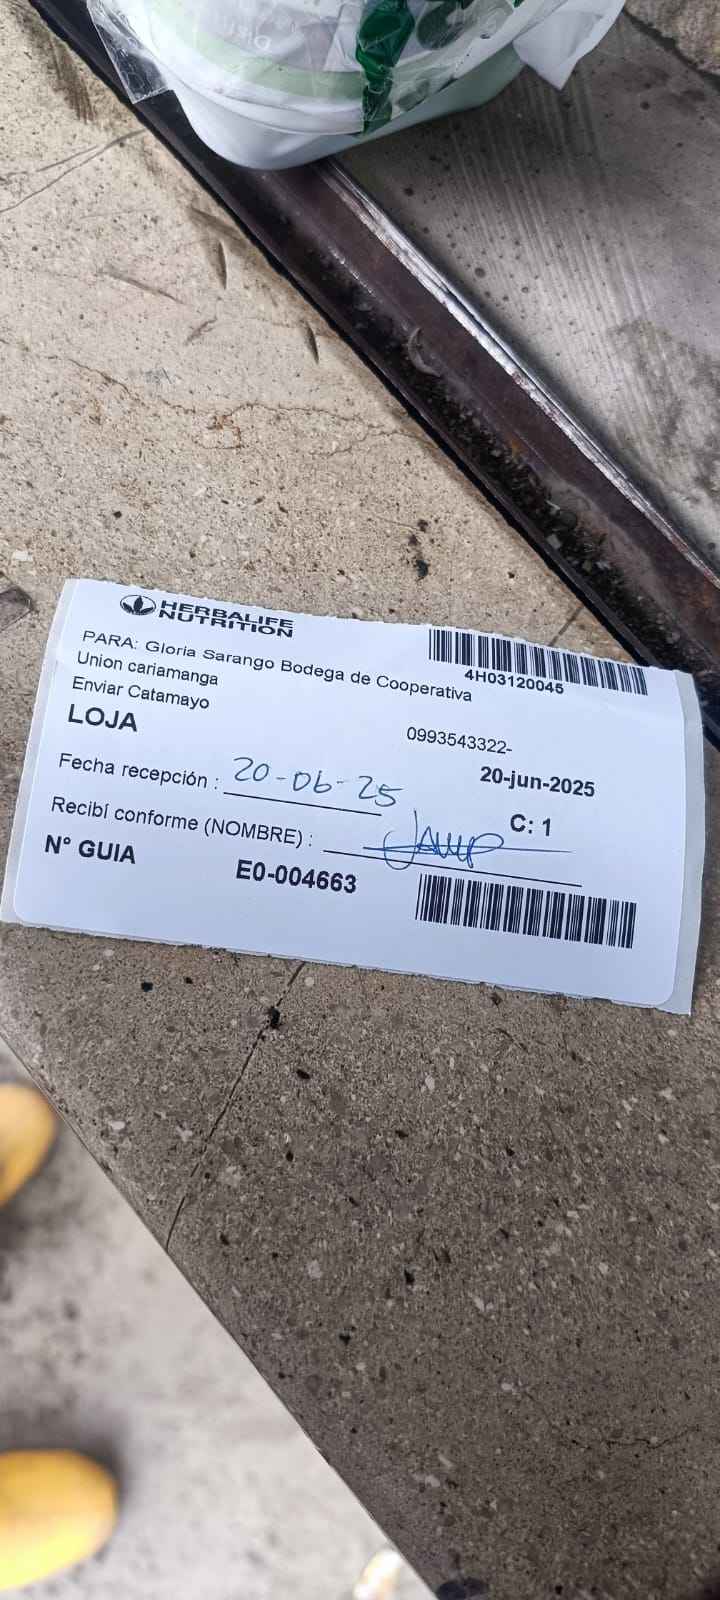 HERBALIFE
NUTRITION
4H03120045
PARA: Gloria Sarango Bodega de Cooperativa
Union cariamanga
Enviar Catamayo
LOJA
0993543322-
20-jun-2025
Fecha recepción : 20-06-25
C: 1
Recibí conforme (NOMBRE) :
N° GUIA E0-004663